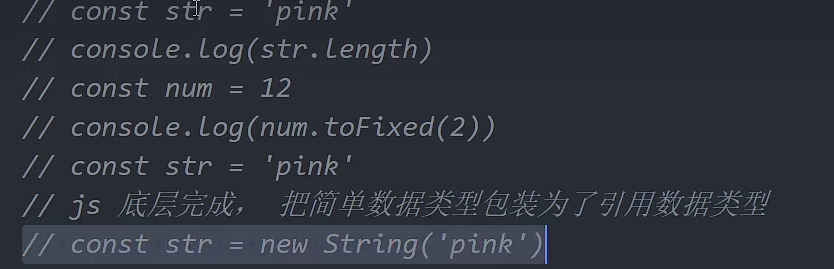 // const str = 'pink'
// console.log(str.length)
// const num = 12
// console.log(num.toFixed(2))
// const str = 'pink'
// js 底层完成， 把简单数据类型包装为了引用数据类型
// const str = new String('pink')